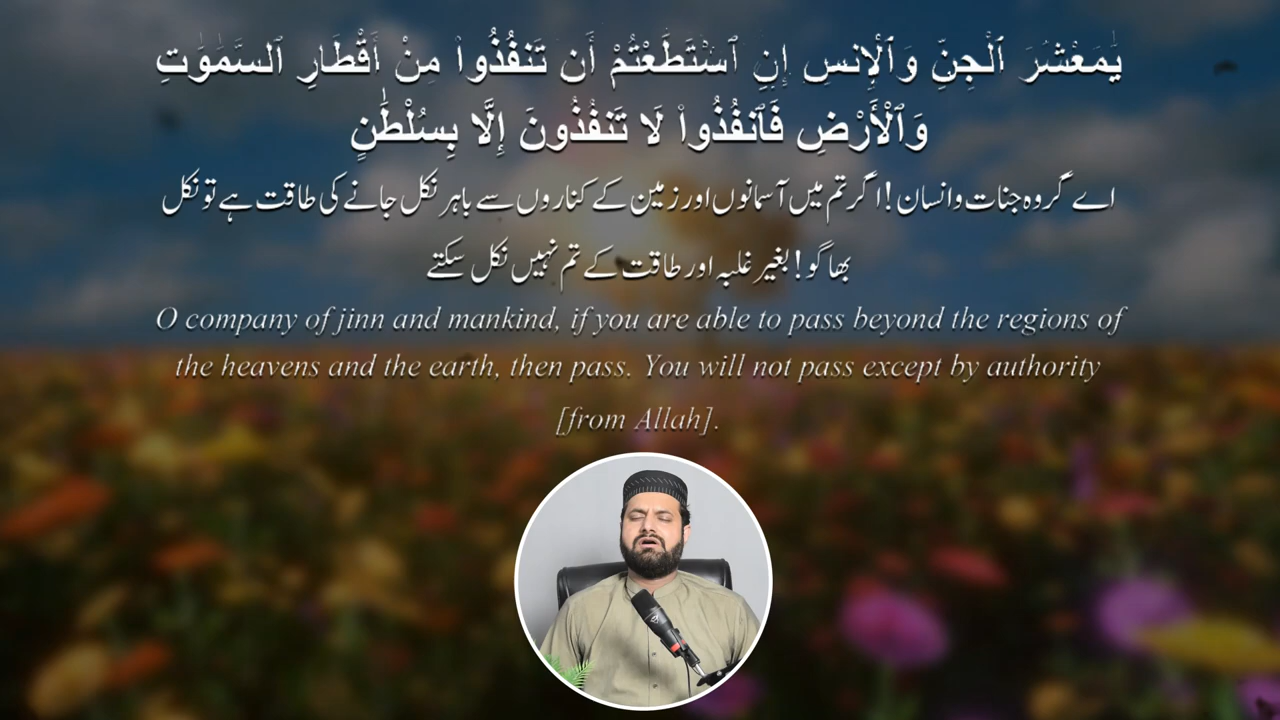 يَٰمَعْشَرَ ٱلْجِنِّ وَٱلْإِنسِ إِنِ ٱسْتَطَعْتُمْ أَن تَنفُذُوا۟ مِنْ أَقْطَارِ ٱلسَّمَٰوَٰتِ
وَٱلْأَرْضِ فَٱنفُذُوا۟ لَا تَنفُذُونَ إِلَّا بِسُلْطَٰنٍ
اے گروہ جنات وانسان! اگر تم میں آسمانوں اور زمین کے کناروں سے باہر نکل جانے کی طاقت ہے تو نکل
بھاگو! بغیر غلبہ اور طاقت کے تم نہیں نکل سکتے
O company of jinn and mankind, if you are able to pass beyond the regions of
the heavens and the earth, then pass. You will not pass except by authority
[from Allah].